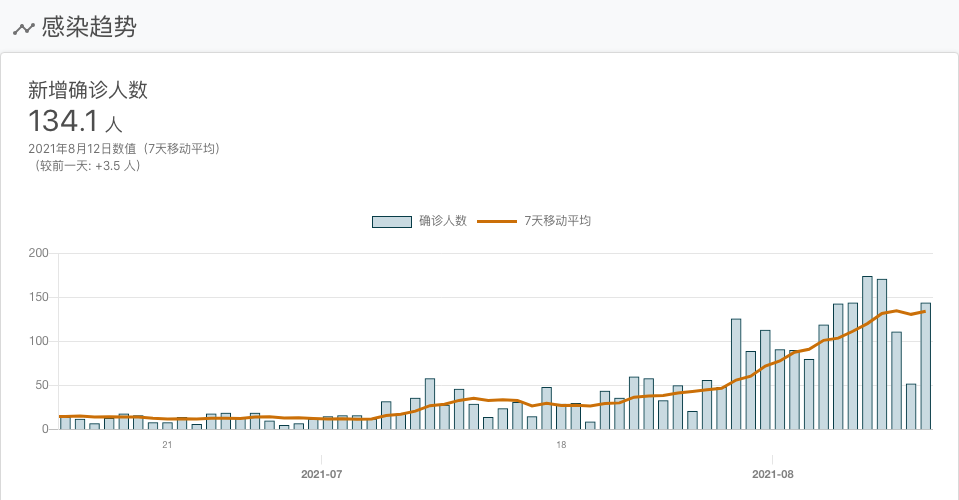 感染趋势
新增确诊人数
134.1 人
2021年8月12日数值（7天移动平均）
（较前一天: +3.5 人）
确诊人数 7天移动平均
200
150
100
50
0
21 18
2021-07 2021-08